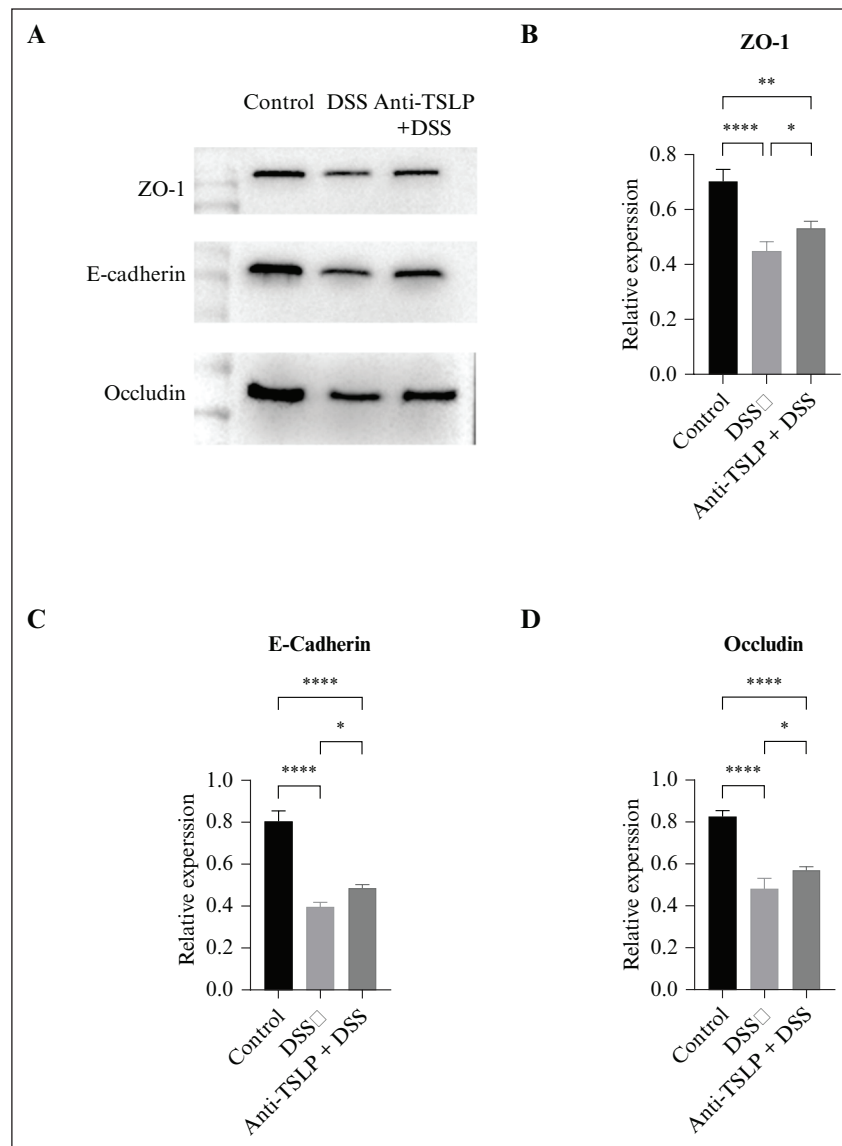 A
Control DSS Anti-TSLP
+DSS
ZO-1
E-cadherin
Occludin
B
ZO-1
**
**** *
0.8
0.6
0.4
0.2
0.0
Relative experssion
Control
DSS□
Anti-TSLP + DSS
C
E-Cadherin
****
*
****
1.0
0.8
0.6
0.4
0.2
0.0
Relative experssion
Control
DSS□
Anti-TSLP + DSS
D
Occludin
****
*
****
1.0
0.8
0.6
0.4
0.2
0.0
Relative experssion
Control
DSS□
Anti-TSLP + DSS